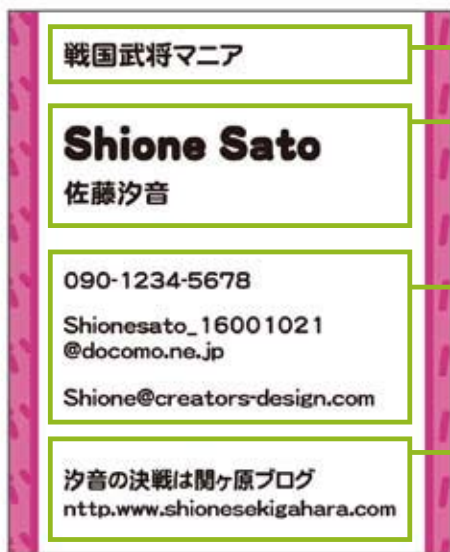 戦国武将マニア
Shione Sato
佐藤汐音
090-1234-5678
Shionesato_16001021
@docomo.ne.jp
Shione@creators-design.com
汐音の決戦は関ヶ原ブログ
nttp.www.shionesekigahara.com